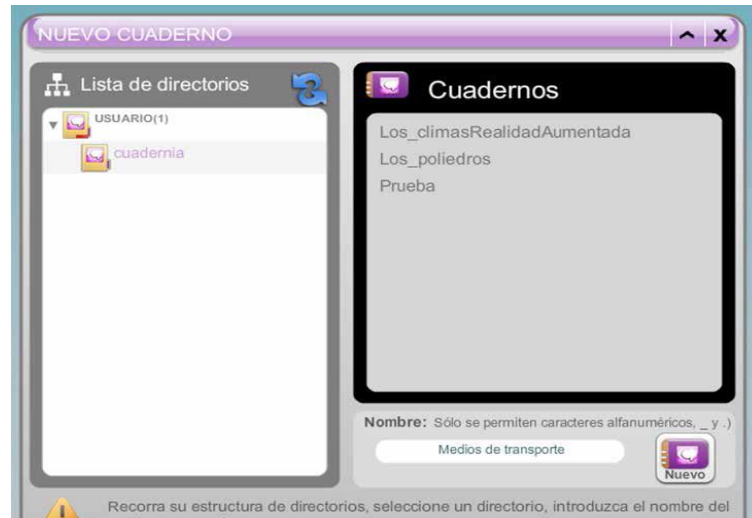 NUEVO CUADERNO
Lista de directorios
USUARIO(1)
cuadernia
Cuadernos
Los_climasRealidadAumentada
Los_poliedros
Prueba
Nombre: Sólo se permiten caracteres alfanuméricos, _ y .)
Medios de transporte
Nuevo
Recorra su estructura de directorios, seleccione un directorio, introduzca el nombre del